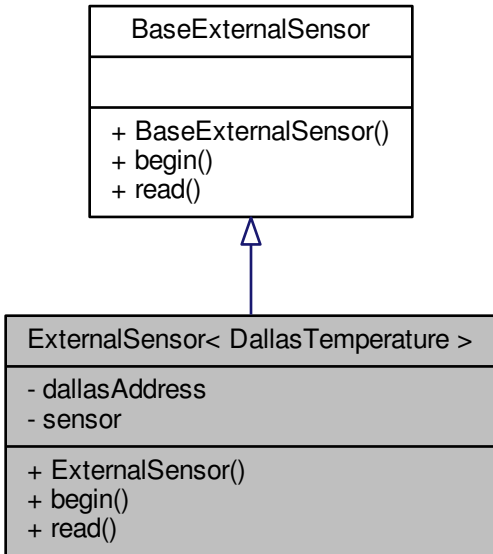 BaseExternalSensor
+ BaseExternalSensor()
+ begin()
+ read()
ExternalSensor< DallasTemperature >
- dallasAddress
- sensor
+ ExternalSensor()
+ begin()
+ read()